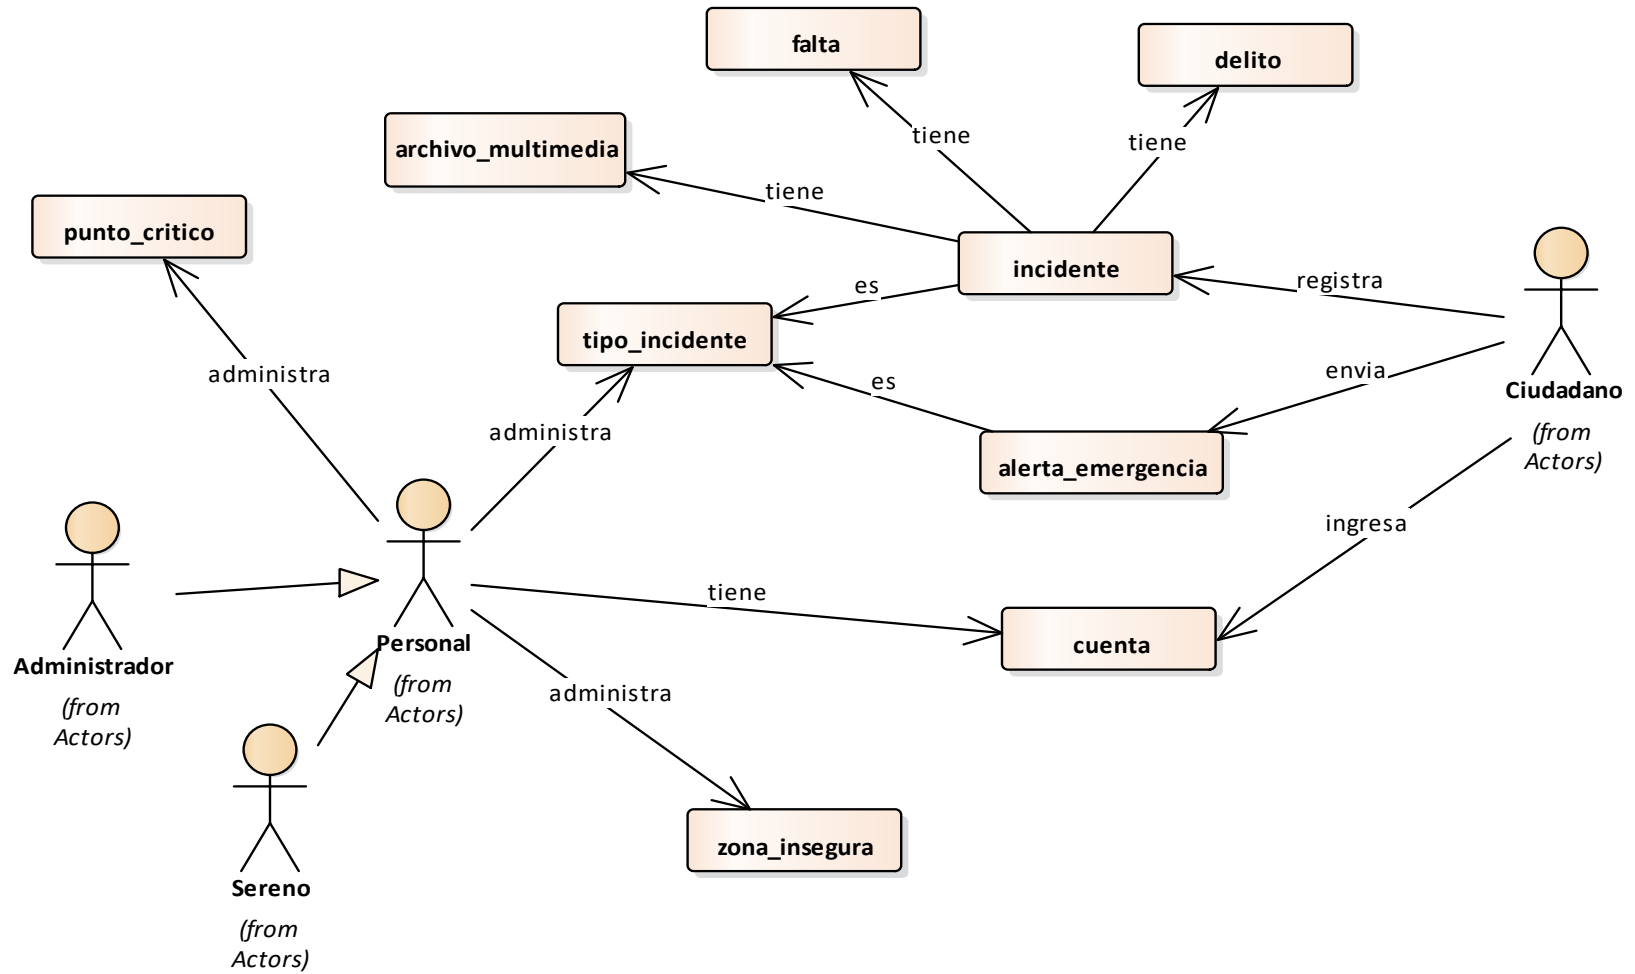 falta
delito
tiene
tiene
archivo_multimedia
tiene
punto_critico
incidente
registra
es
tipo_incidente
envia
es
administra
Ciudadano
(from
Actors)
administra
alerta_emergencia
ingresa
tiene
Personal
(from
Actors)
cuenta
Administrador
(from
Actors)
administra
zona_insegura
Sereno
(from
Actors)